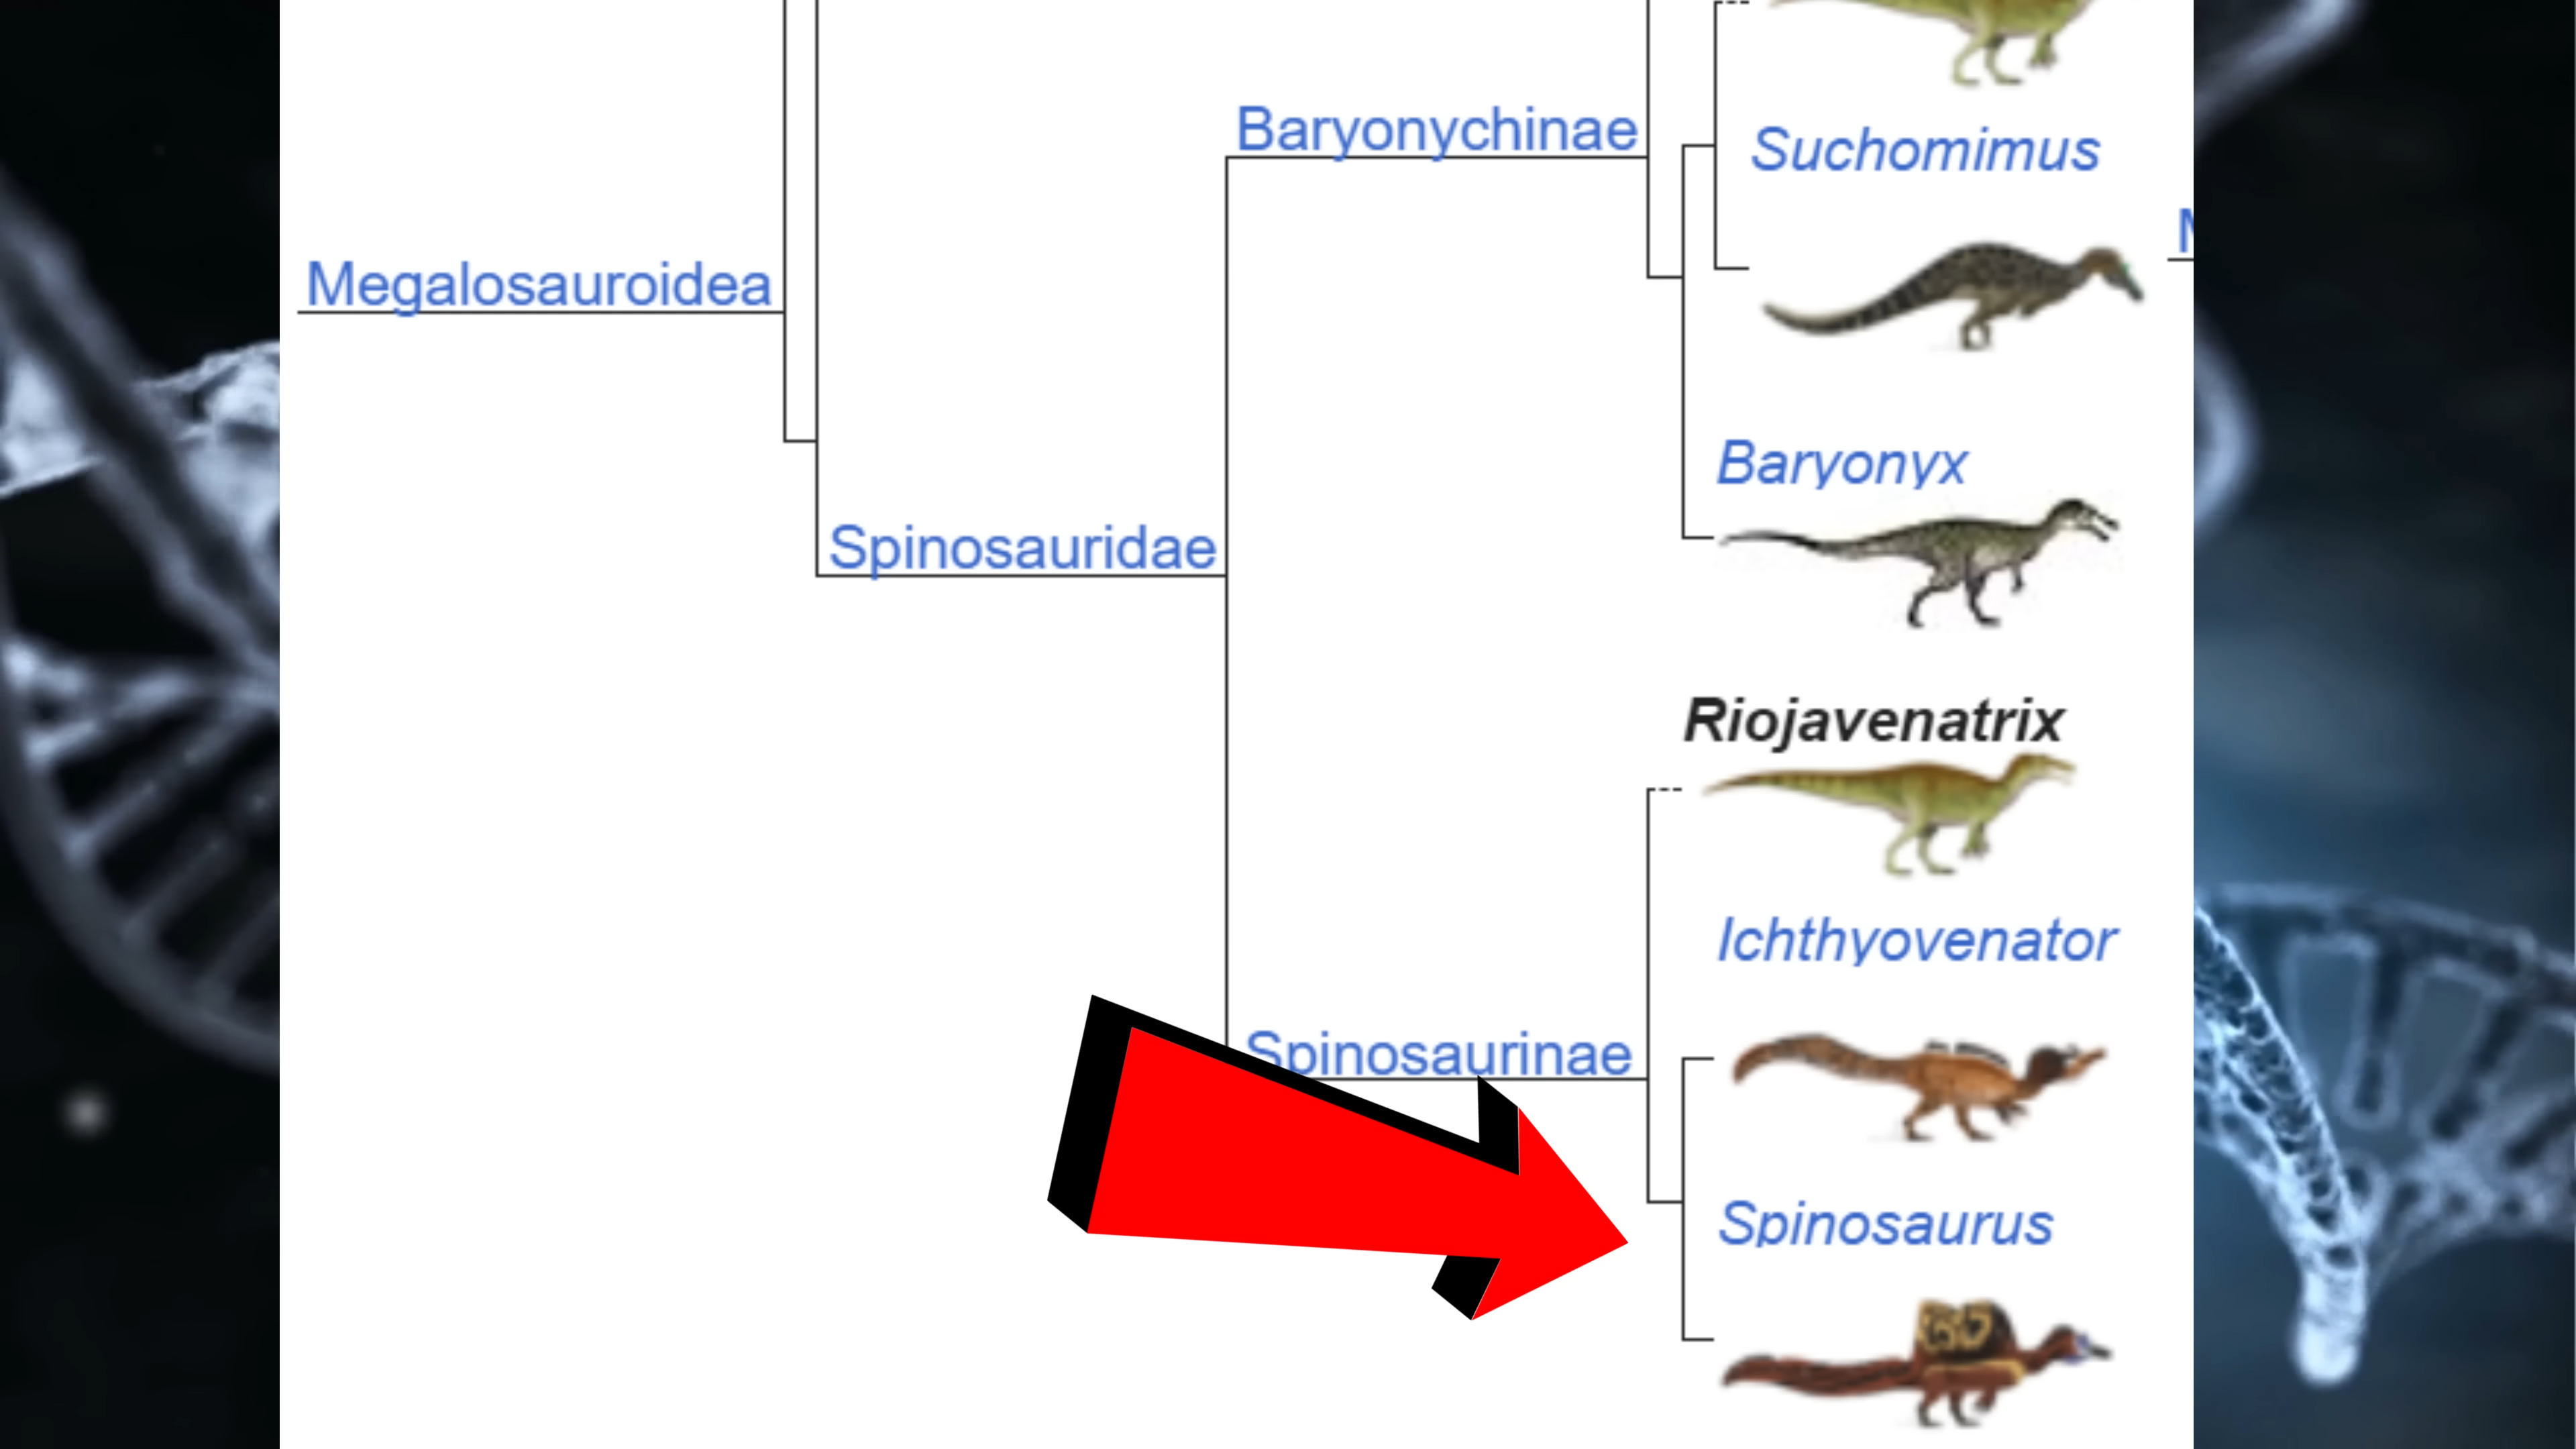 Baryonychinae
Suchomimus
Megalosauroidea
Baryonyx
Spinosauridae
Riojavenatrix
Ichthyovenator
Spinosaurinae
Spinosaurus